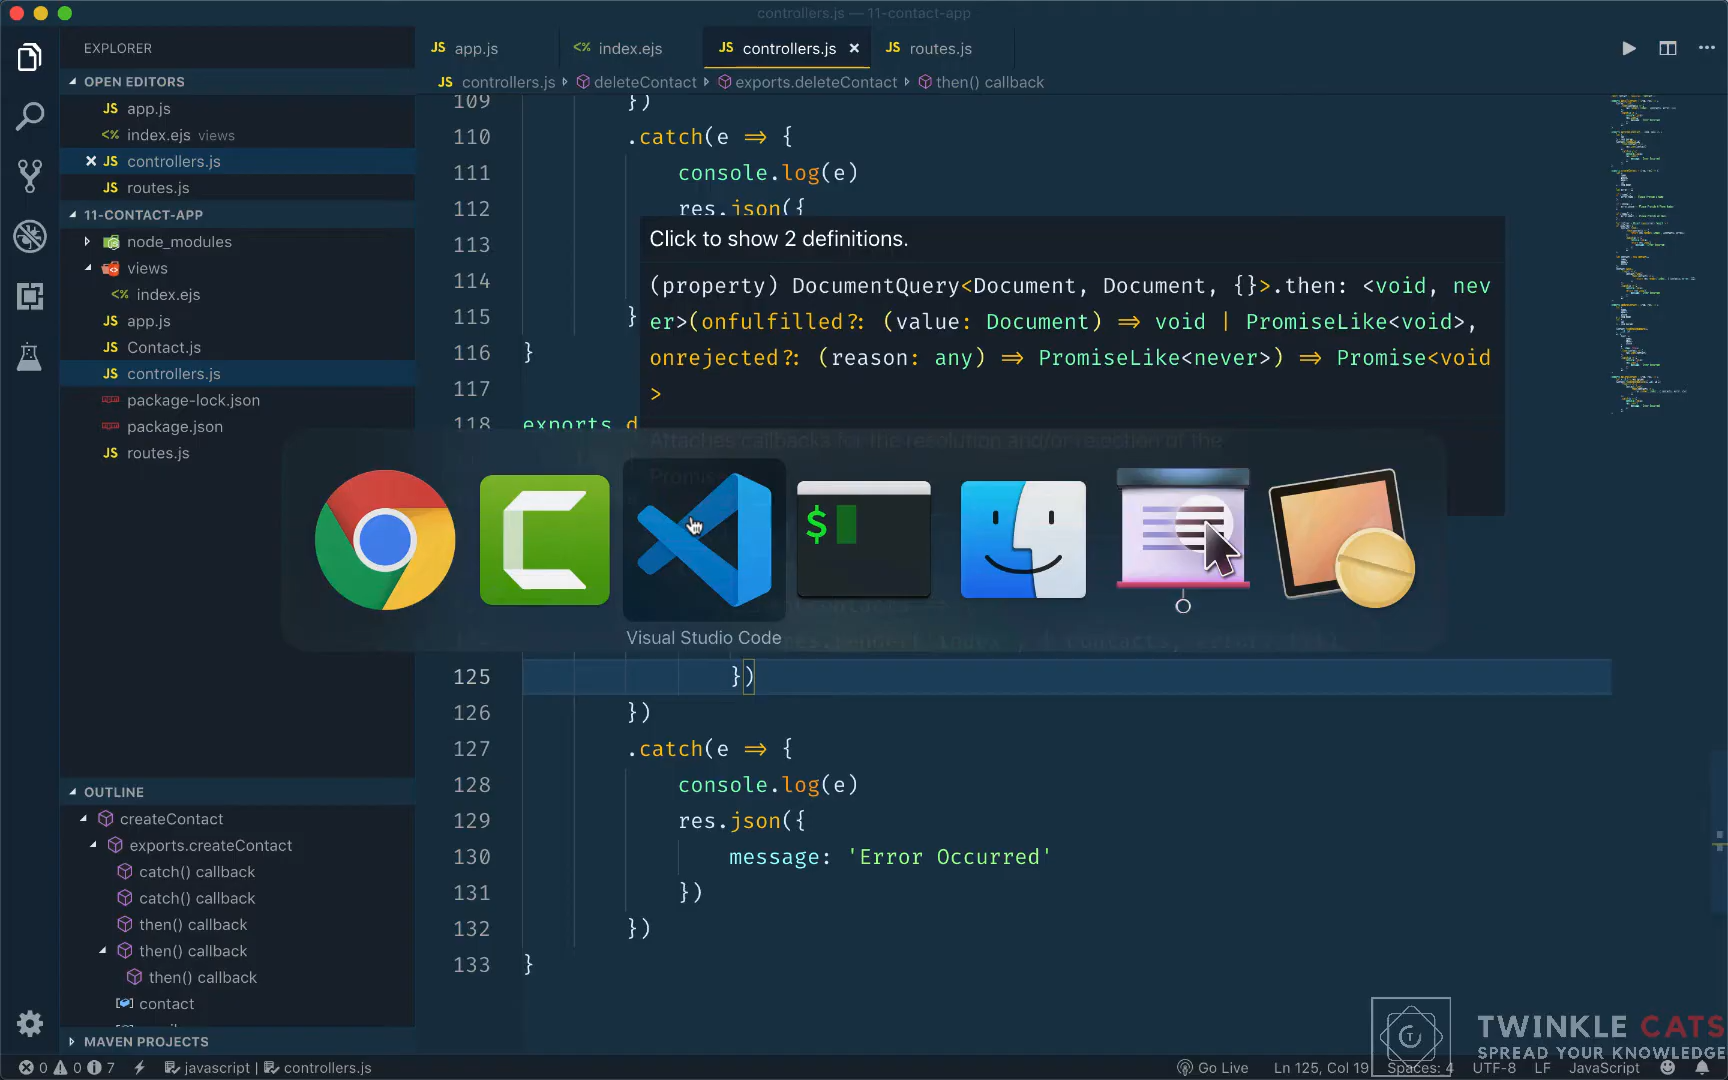 controllers.js — 11-contact-app
EXPLORER
JS app.js
<% index.ejs
JS controllers.js ×
JS routes.js
OPEN EDITORS
JS app.js
<% index.ejs views
JS controllers.js
JS routes.js
11-CONTACT-APP
node_modules
views
<% index.ejs
JS app.js
JS Contact.js
JS controllers.js
package-lock.json
package.json
JS routes.js
OUTLINE
createContact
exports.createContact
catch() callback
catch() callback
then() callback
then() callback
then() callback
contact
MAVEN PROJECTS
JS controllers.js deleteContact exports.deleteContact then() callback
109 })
110 .catch(e => {
111 console.log(e)
112 res.json({
113
114
115 }
116 }
117
118 exports.d
Click to show 2 definitions.
(property) DocumentQuery<Document, Document, {}>.then: <void, nev
er>(onfulfilled?: (value: Document) => void | PromiseLike<void>,
onrejected?: (reason: any) => PromiseLike<never>) => Promise<void
>
Attaches callbacks for the resolution and/or rejection of the
Promise
$
Visual Studio Code
125 })
126 })
127 .catch(e => {
128 console.log(e)
129 res.json({
130 message: 'Error Occurred'
131 })
132 })
133 }
TWINKLE CATS
SPREAD YOUR KNOWLEDGE
0 0 7 javascript | controllers.js
Go Live Ln 125, Col 19 Spaces: 4 UTF-8 LF JavaScript